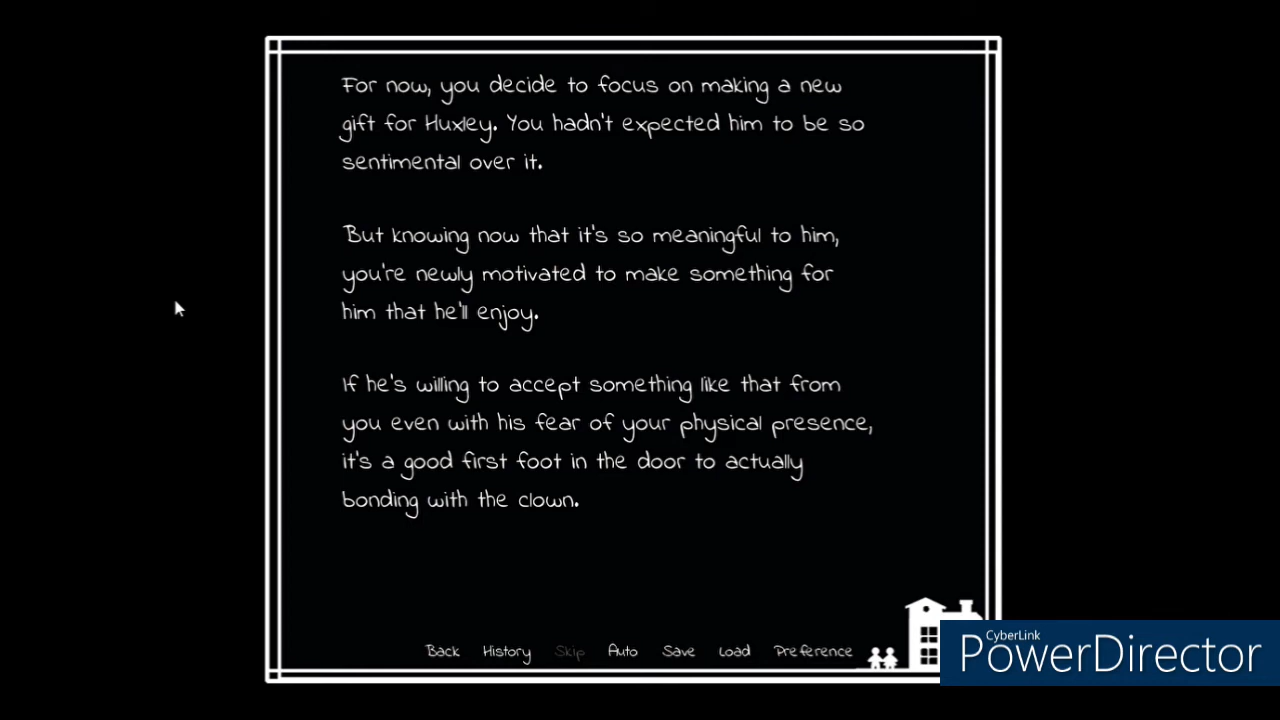 For now, you decide to focus on making a new
gift for Huxley. You hadn't expected him to be so
sentimental over it.
But knowing now that it's so meaningful to him,
you're newly motivated to make something for
him that he'll enjoy.
If he's willing to accept something like that from
you even with his fear of your physical presence,
it's a good first foot in the door to actually
bonding with the clown.
Back History Skip Auto Save Load Preference
CyberLink
PowerDirector